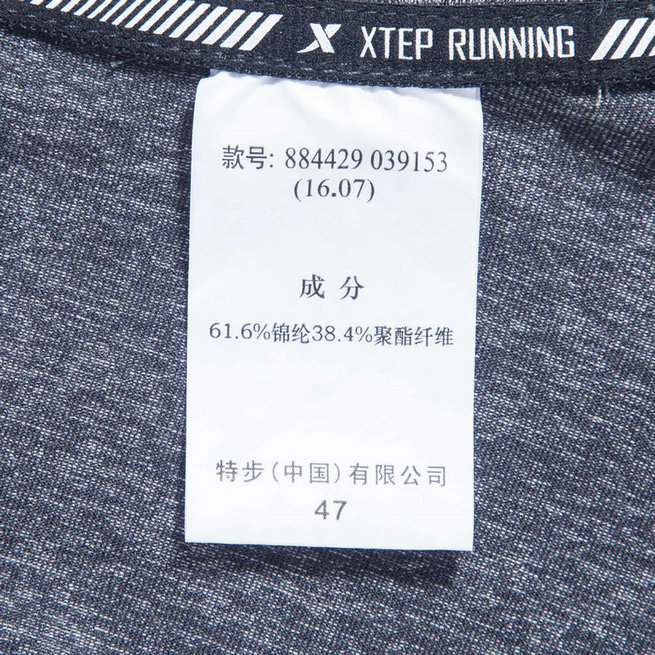 XTEP RUNNING
款号: 884429 039153
(16.07)
成 分
61.6%锦纶38.4%聚酯纤维
特步(中国)有限公司
47